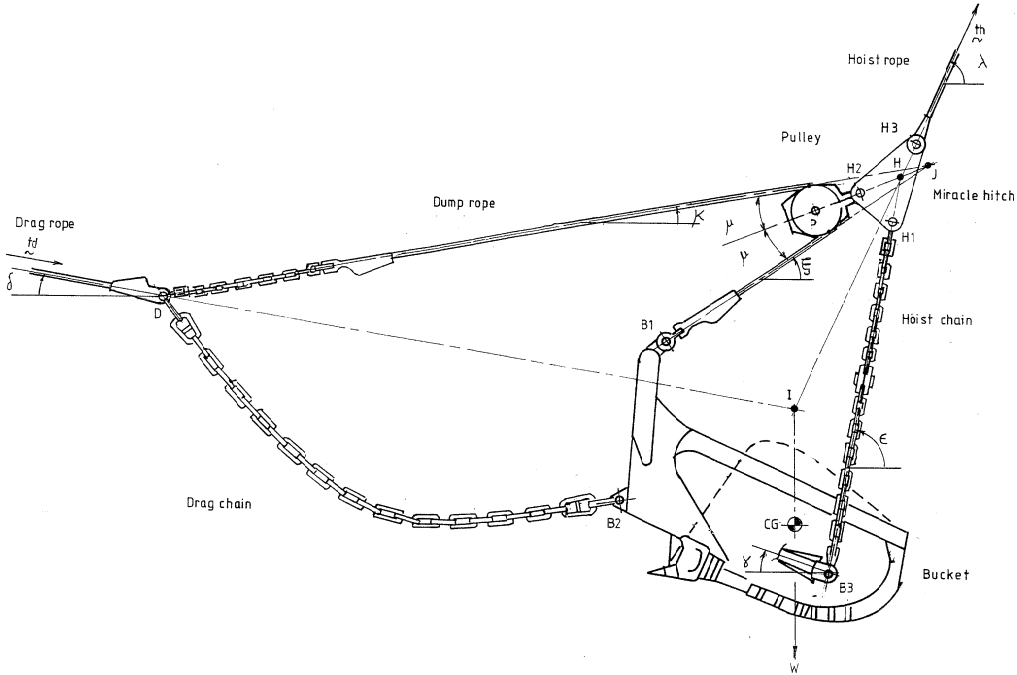 th
λ
Hoist rope
H3
Pulley
H
J
H2
Miracle hitch
Dump rope
P
κ
μ
H1
Drag rope
td
μ
ξ
δ
D
Hoist chain
B1
I
ε
Drag chain
B2
CG
γ
B3
Bucket
W